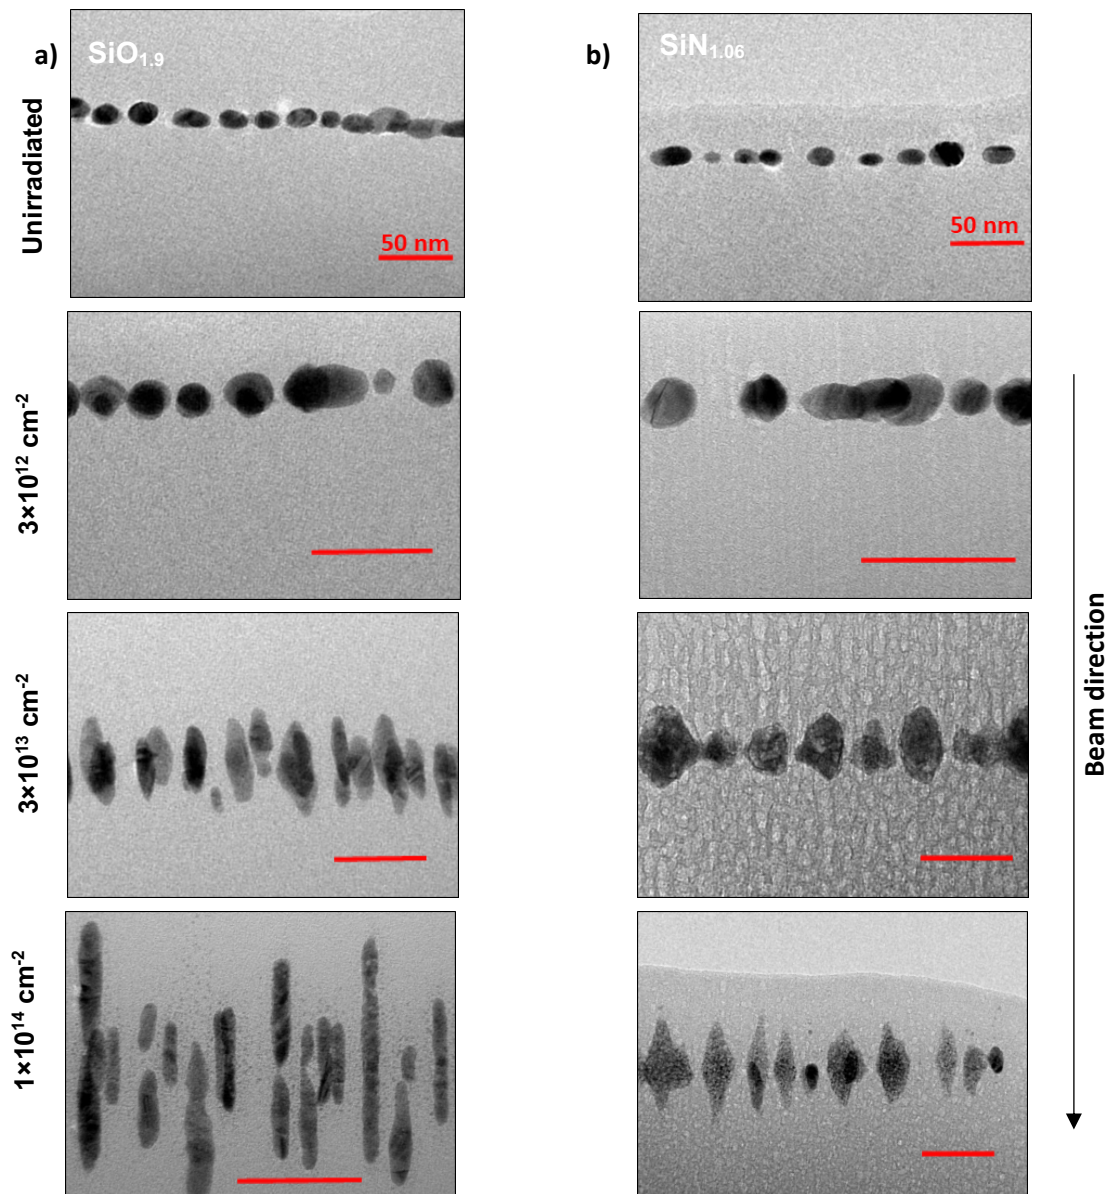 a)
SiO1.9
b)
SiN1.06
Unirradiated
50 nm
50 nm
3×10¹² cm⁻²
3×10¹³ cm⁻²
1×10¹⁴ cm⁻²
Beam direction